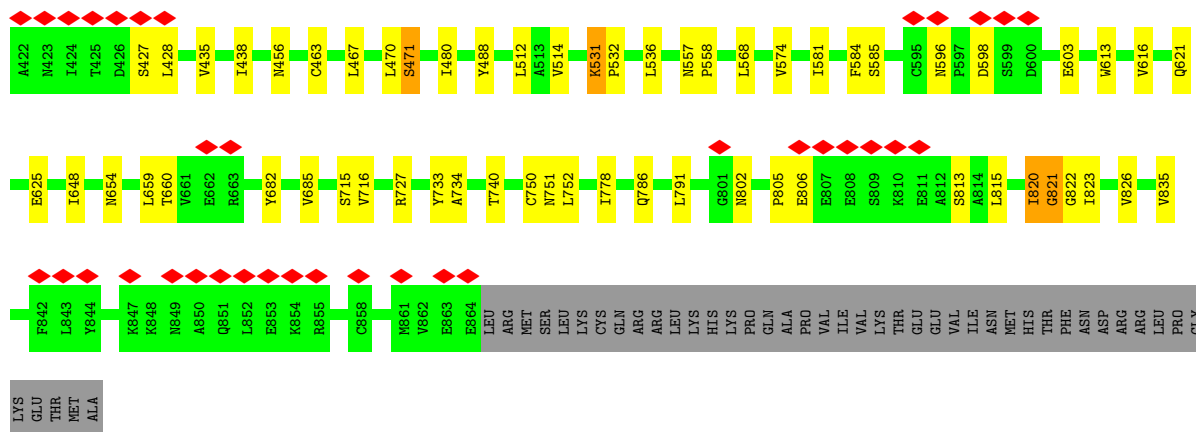 A422 N423 I424 T425 D426 S427 L428 V435 I438 N456 C463 L467 L470 S471 I480 Y488 L512 A513 V514 K531 P532 L536 N557 P558 L568 V574 I581 F584 S585 C595 N596 P597 D598 S599 D600 E603 W613 V616 Q621
E625 I648 N654 L659 T660 V661 E662 R663 Y682 V685 S715 V716 R727 Y733 A734 T740 C750 N751 L752 I778 Q786 L791 G801 N802 P805 E806 E807 E808 S809 K810 E811 A812 S813 A814 L815 I820 G821 G822 I823 V826 V835
F842 L843 Y844 K847 K848 N849 A850 Q851 L852 E853 K854 R855 C858 M861 V862 E863 E864 LEU ARG MET SER LEU LYS CYS GLN ARG ARG LEU LYS HIS LYS PRO GLN ALA PRO VAL ILE VAL LYS THR GLU GLU VAL ILE ASN MET HIS THR PHE ASN ASP ARG ARG LEU PRO GLY
LYS GLU THR MET ALA